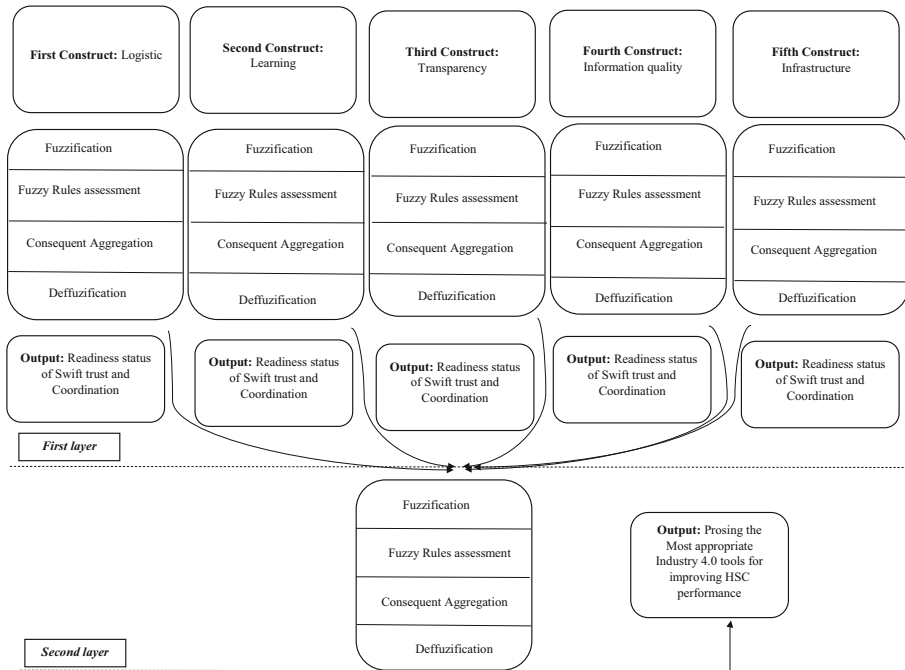 First Construct: Logistic
Second Construct:
Learning
Third Construct:
Transparency
Fourth Construct:
Information quality
Fifth Construct:
Infrastructure
Fuzzification
Fuzzy Rules assessment
Consequent Aggregation
Deffuzification
Fuzzification
Fuzzy Rules assessment
Consequent Aggregation
Deffuzification
Fuzzification
Fuzzy Rules assessment
Consequent Aggregation
Deffuzification
Fuzzification
Fuzzy Rules assessment
Consequent Aggregation
Deffuzification
Fuzzification
Fuzzy Rules assessment
Consequent Aggregation
Deffuzification
Output: Readiness status
of Swift trust and
Coordination
Output: Readiness status
of Swift trust and
Coordination
Output: Readiness status
of Swift trust and
Coordination
Output: Readiness status
of Swift trust and
Coordination
Output: Readiness status
of Swift trust and
Coordination
First layer
Fuzzification
Fuzzy Rules assessment
Consequent Aggregation
Deffuzification
Output: Prosing the
Most appropriate
Industry 4.0 tools for
improving HSC
performance
Second layer